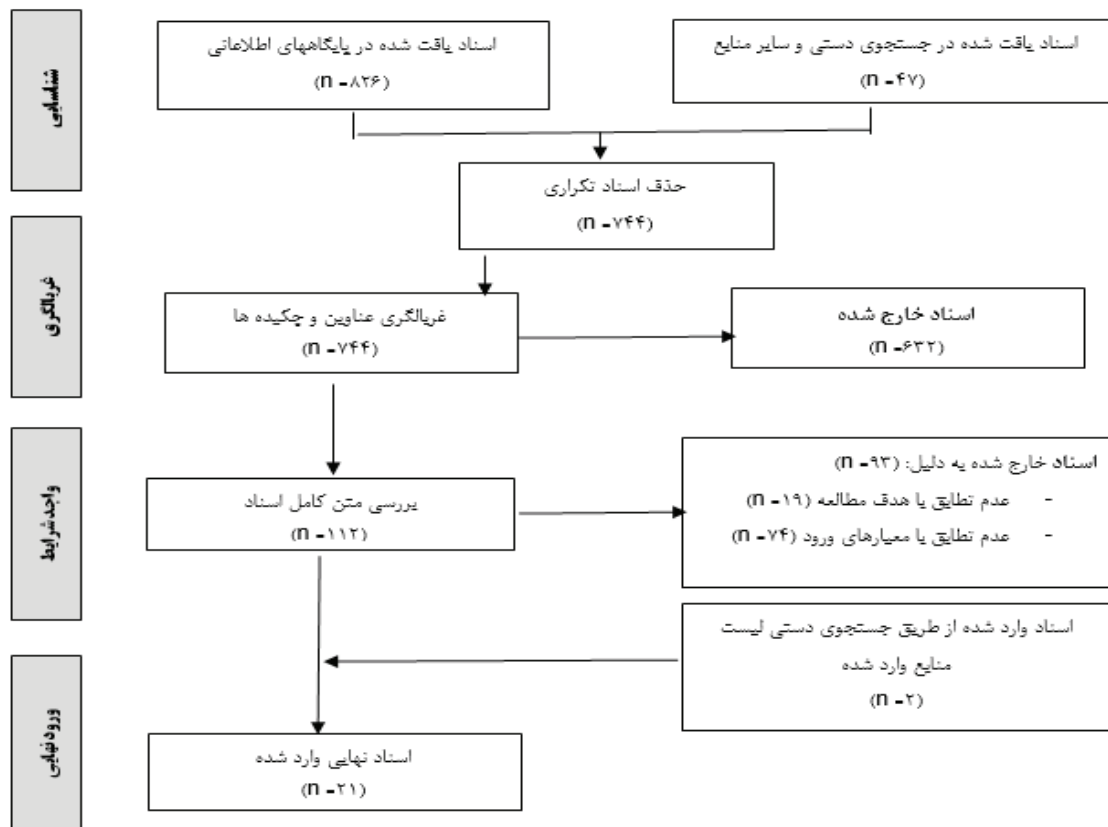 شناسایی
اسناد یافت شده در پایگاههای اطلاعاتی
(n =۸۲۶)
اسناد یافت شده در جستجوی دستی و سایر منابع
(n =۴۷)
حذف اسناد تکراری
(n =۷۴۴)
غربالگری
غربالگری عناوین و چکیده ها
(n =۷۴۴)
اسناد خارج شده
(n =۶۳۲)
واجد شرایط
بررسی متن کامل اسناد
(n =۱۱۲)
اسناد خارج شده به دلیل: (n =۹۳)
- عدم تطابق با هدف مطالعه (n =۱۹)
- عدم تطابق با معیارهای ورود (n =۷۴)
اسناد وارد شده از طریق جستجوی دستی لیست
منابع وارد شده
(n =۲)
ورود نهایی
اسناد نهایی وارد شده
(n =۲۱)